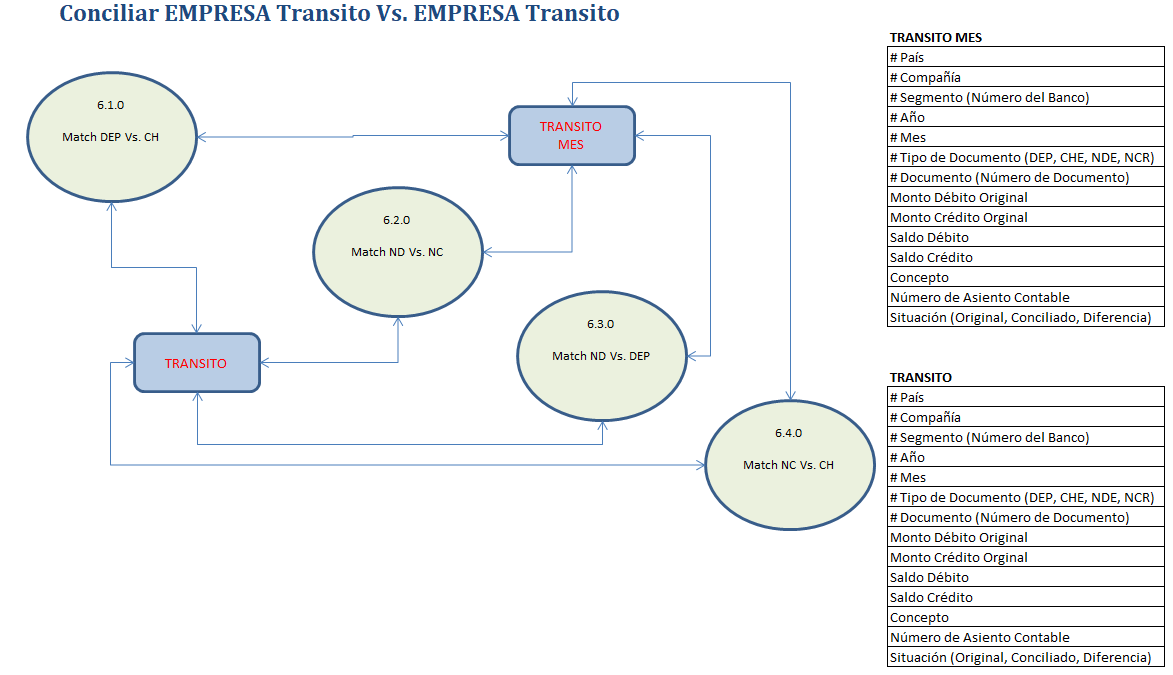 Conciliar EMPRESA Transito Vs. EMPRESA Transito
6.1.0
Match DEP Vs. CH
TRANSITO
MES
6.2.0
Match ND Vs. NC
6.3.0
Match ND Vs. DEP
TRANSITO
6.4.0
Match NC Vs. CH
TRANSITO MES
# País
# Compañía
# Segmento (Número del Banco)
# Año
# Mes
# Tipo de Documento (DEP, CHE, NDE, NCR)
# Documento (Número de Documento)
Monto Débito Original
Monto Crédito Orginal
Saldo Débito
Saldo Crédito
Concepto
Número de Asiento Contable
Situación (Original, Conciliado, Diferencia)
TRANSITO
# País
# Compañía
# Segmento (Número del Banco)
# Año
# Mes
# Tipo de Documento (DEP, CHE, NDE, NCR)
# Documento (Número de Documento)
Monto Débito Original
Monto Crédito Orginal
Saldo Débito
Saldo Crédito
Concepto
Número de Asiento Contable
Situación (Original, Conciliado, Diferencia)